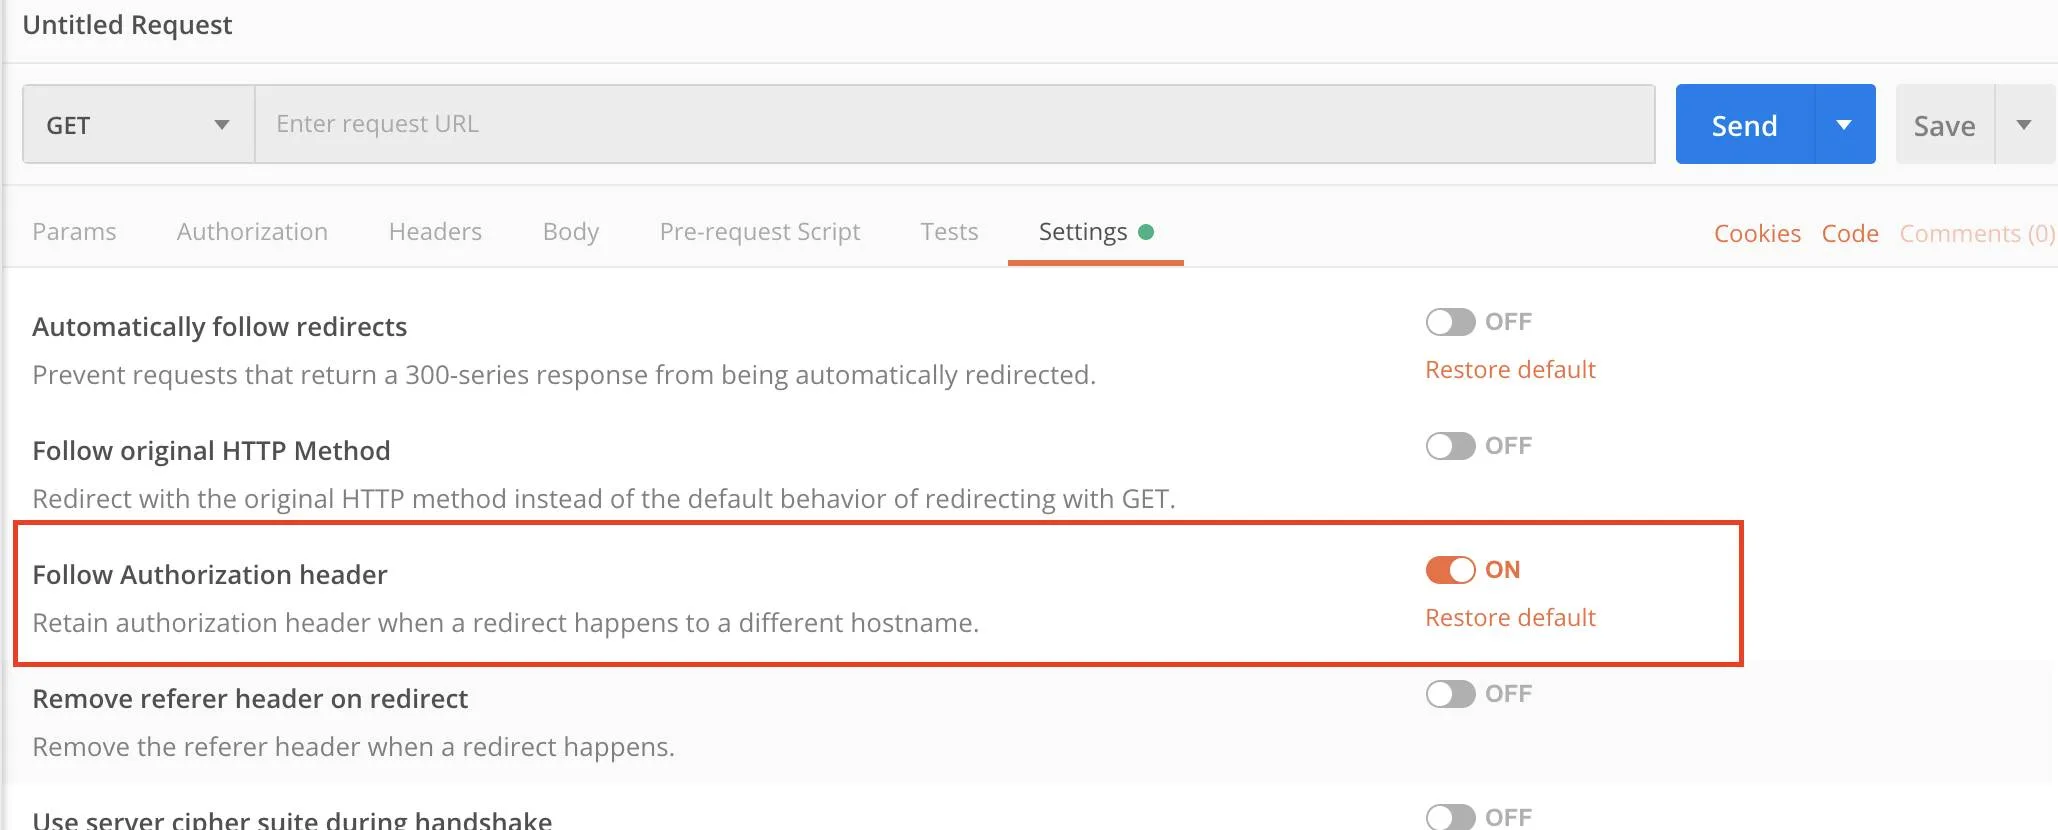 Untitled Request
GET
Enter request URL
Send
Save
Params
Authorization
Headers
Body
Pre-request Script
Tests
Settings
Cookies
Code
Comments (0)
Automatically follow redirects
OFF
Prevent requests that return a 300-series response from being automatically redirected.
Restore default
Follow original HTTP Method
OFF
Redirect with the original HTTP method instead of the default behavior of redirecting with GET.
Follow Authorization header
ON
Retain authorization header when a redirect happens to a different hostname.
Restore default
Remove referer header on redirect
OFF
Remove the referer header when a redirect happens.
Use server cipher suite during handshake
OFF